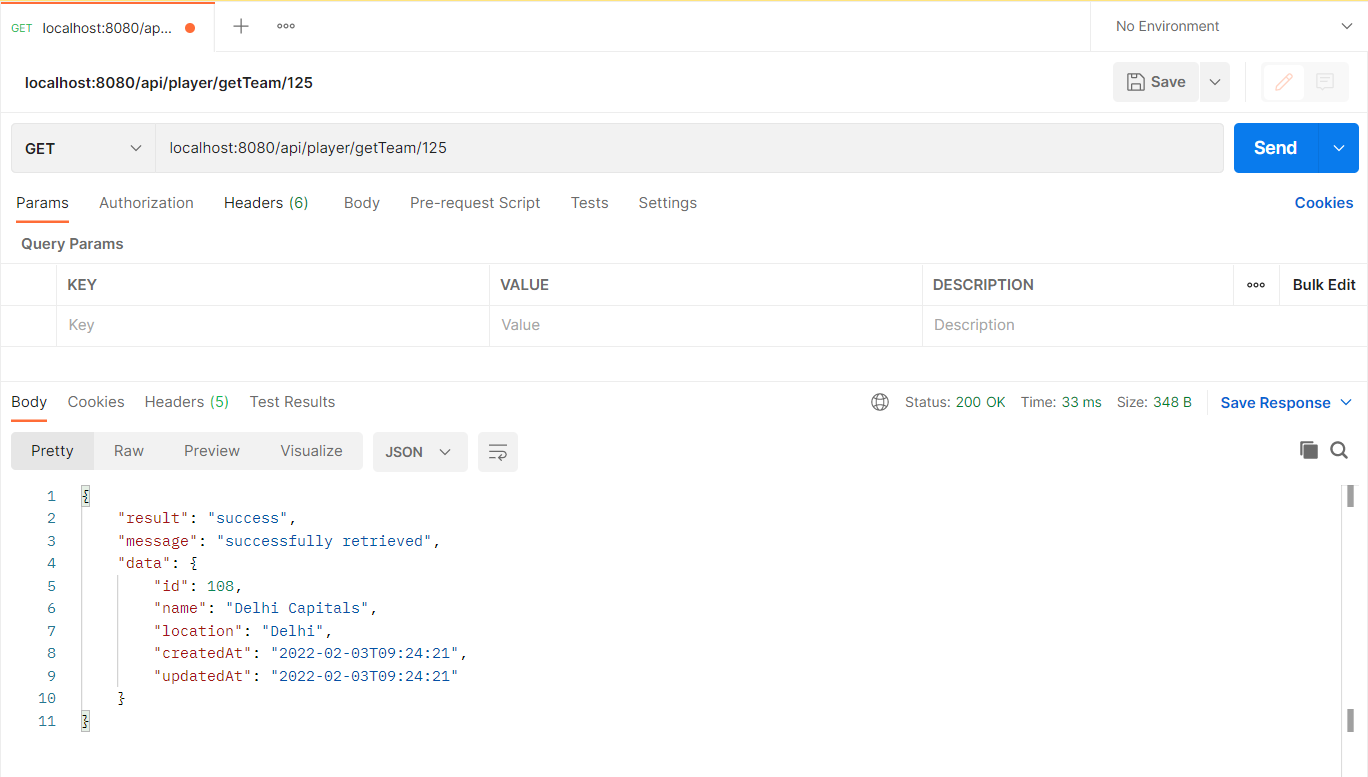 GET localhost:8080/ap... No Environment
localhost:8080/api/player/getTeam/125 Save
GET localhost:8080/api/player/getTeam/125 Send
Params Authorization Headers (6) Body Pre-request Script Tests Settings Cookies
Query Params
KEY VALUE DESCRIPTION Bulk Edit
Key Value Description
Body Cookies Headers (5) Test Results Status: 200 OK Time: 33 ms Size: 348 B Save Response
Pretty Raw Preview Visualize JSON
1 {
2 "result": "success",
3 "message": "successfully retrieved",
4 "data": {
5 "id": 108,
6 "name": "Delhi Capitals",
7 "location": "Delhi",
8 "createdAt": "2022-02-03T09:24:21",
9 "updatedAt": "2022-02-03T09:24:21"
10 }
11 }